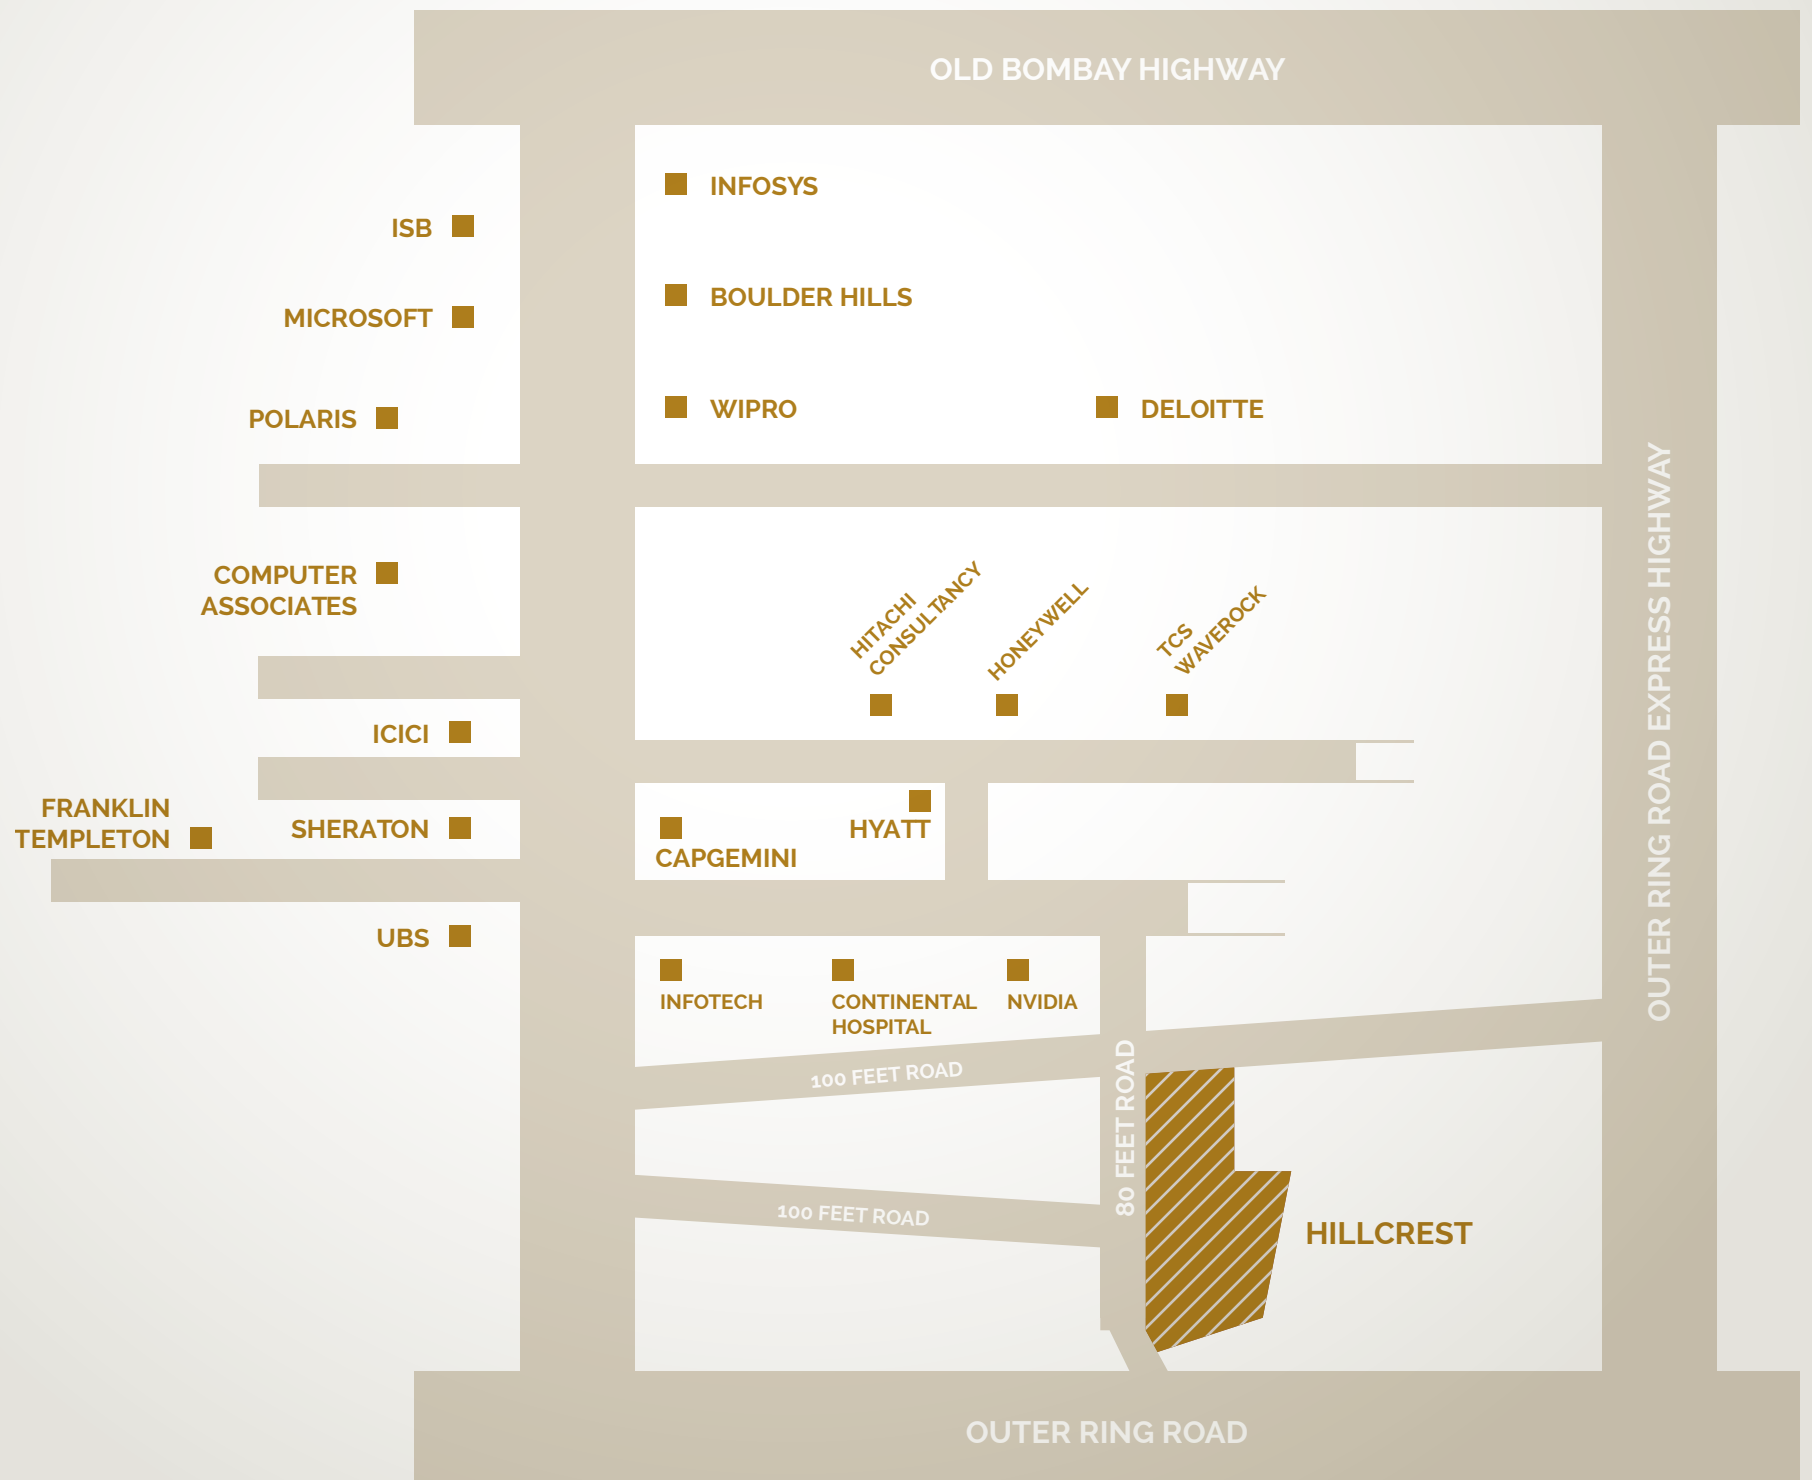 OLD BOMBAY HIGHWAY
INFOSYS
ISB
BOULDER HILLS
MICROSOFT
POLARIS
WIPRO
DELOITTE
OUTER RING ROAD EXPRESS HIGHWAY
COMPUTER
ASSOCIATES
HITACHI
CONSULTANCY
HONEYWELL
TCS
WAVEROCK
ICICI
FRANKLIN
TEMPLETON
SHERATON
HYATT
CAPGEMINI
UBS
INFOTECH
CONTINENTAL
HOSPITAL
NVIDIA
100 FEET ROAD
80 FEET ROAD
100 FEET ROAD
HILLCREST
OUTER RING ROAD